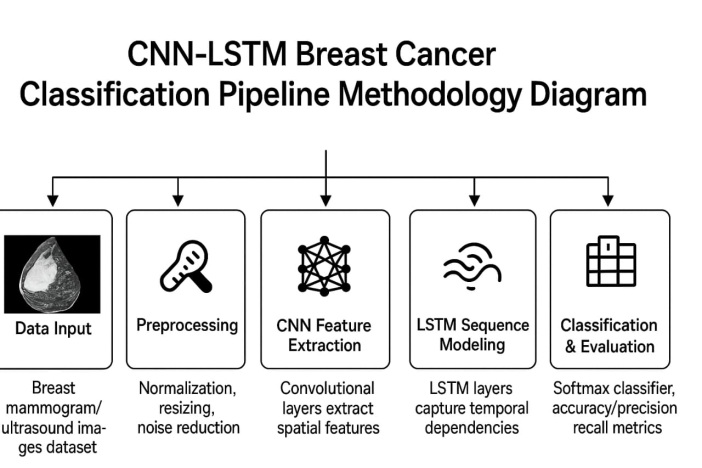 CNN-LSTM Breast Cancer
Classification Pipeline Methodology Diagram
Data Input
Preprocessing
CNN Feature
Extraction
LSTM Sequence
Modeling
Classification
& Evaluation
Breast
mammogram/
ultrasound ima-
ges dataset
Normalization,
resizing,
noise reduction
Convolutional
layers extract
spatial features
LSTM layers
capture temporal
dependencies
Softmax classifier,
accuracy/precision
recall metrics